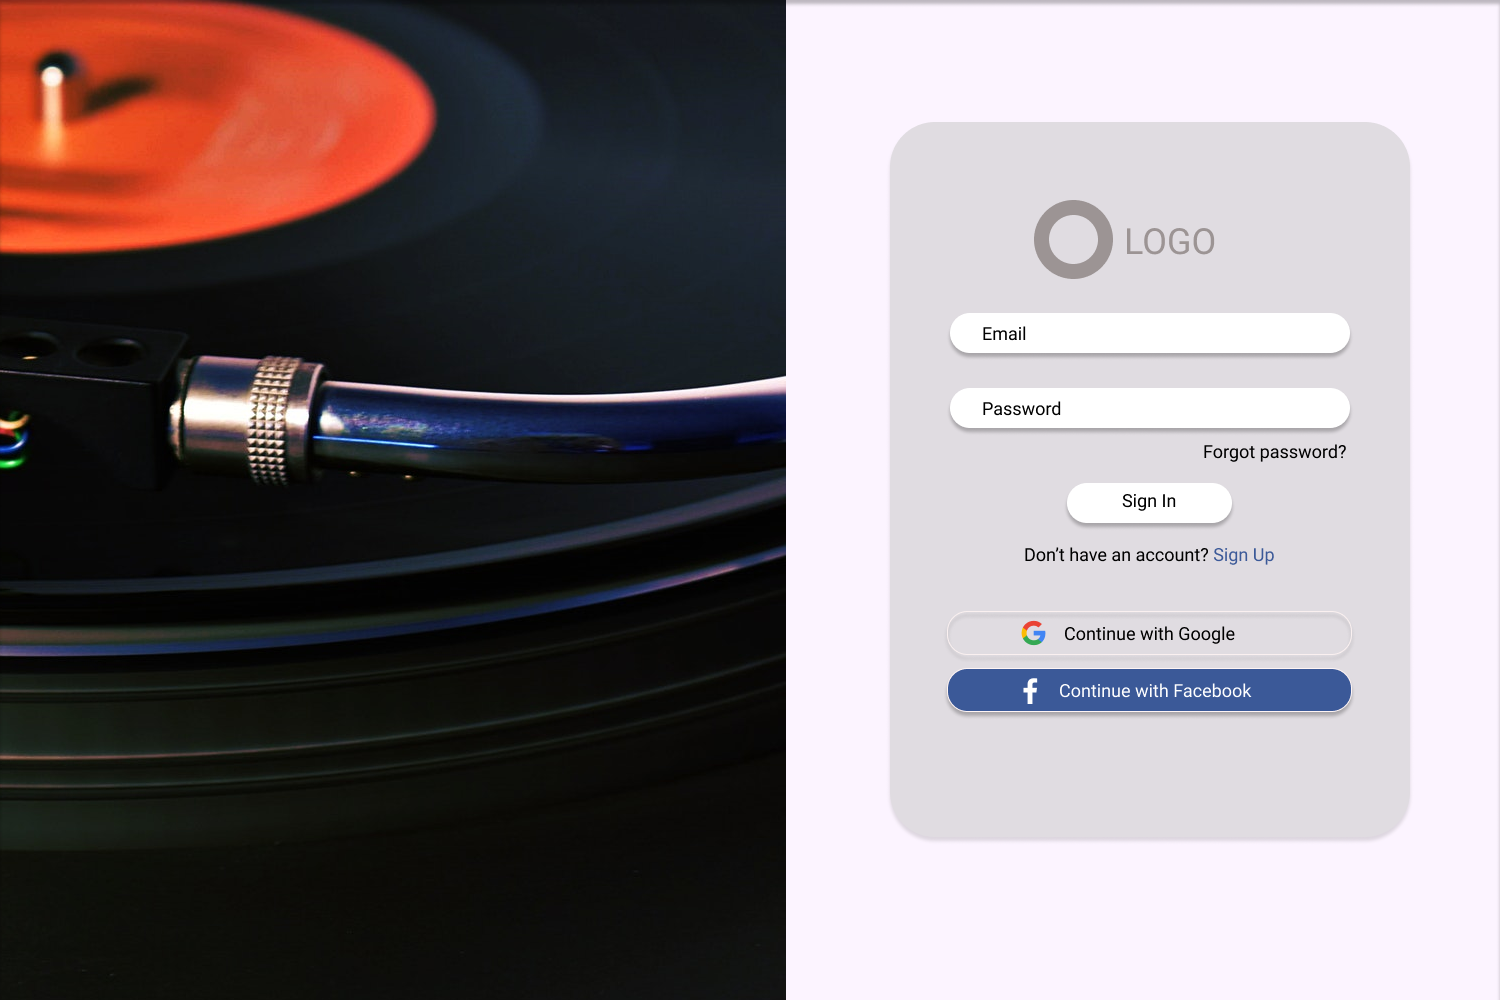 LOGO
Email
Password
Forgot password?
Sign In
Don’t have an account? Sign Up
Continue with Google
Continue with Facebook